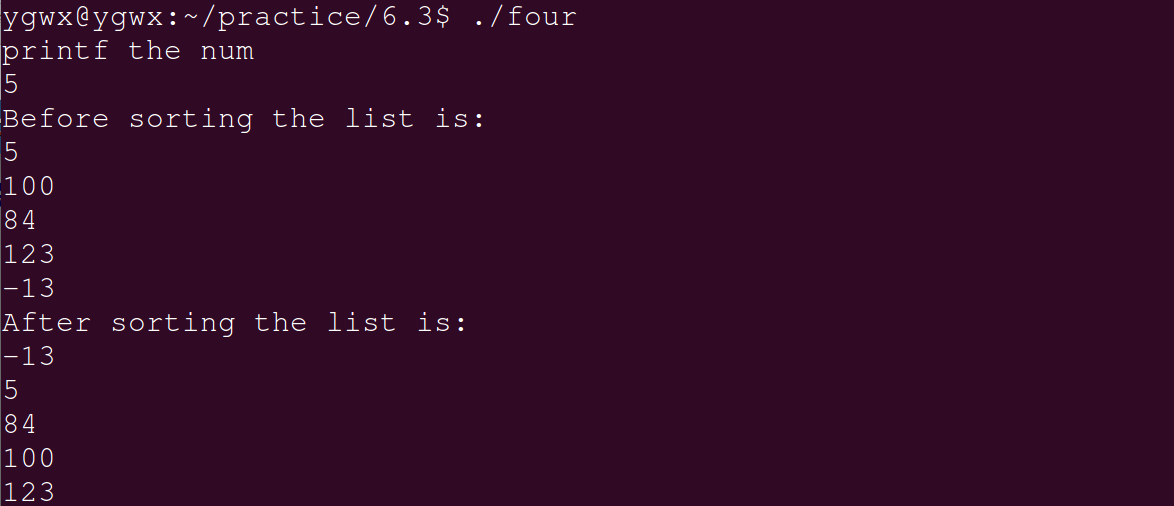 ygwx@ygwx:~/practice/6.3$ ./four
printf the num
5
Before sorting the list is:
5
100
84
123
-13
After sorting the list is:
-13
5
84
100
123